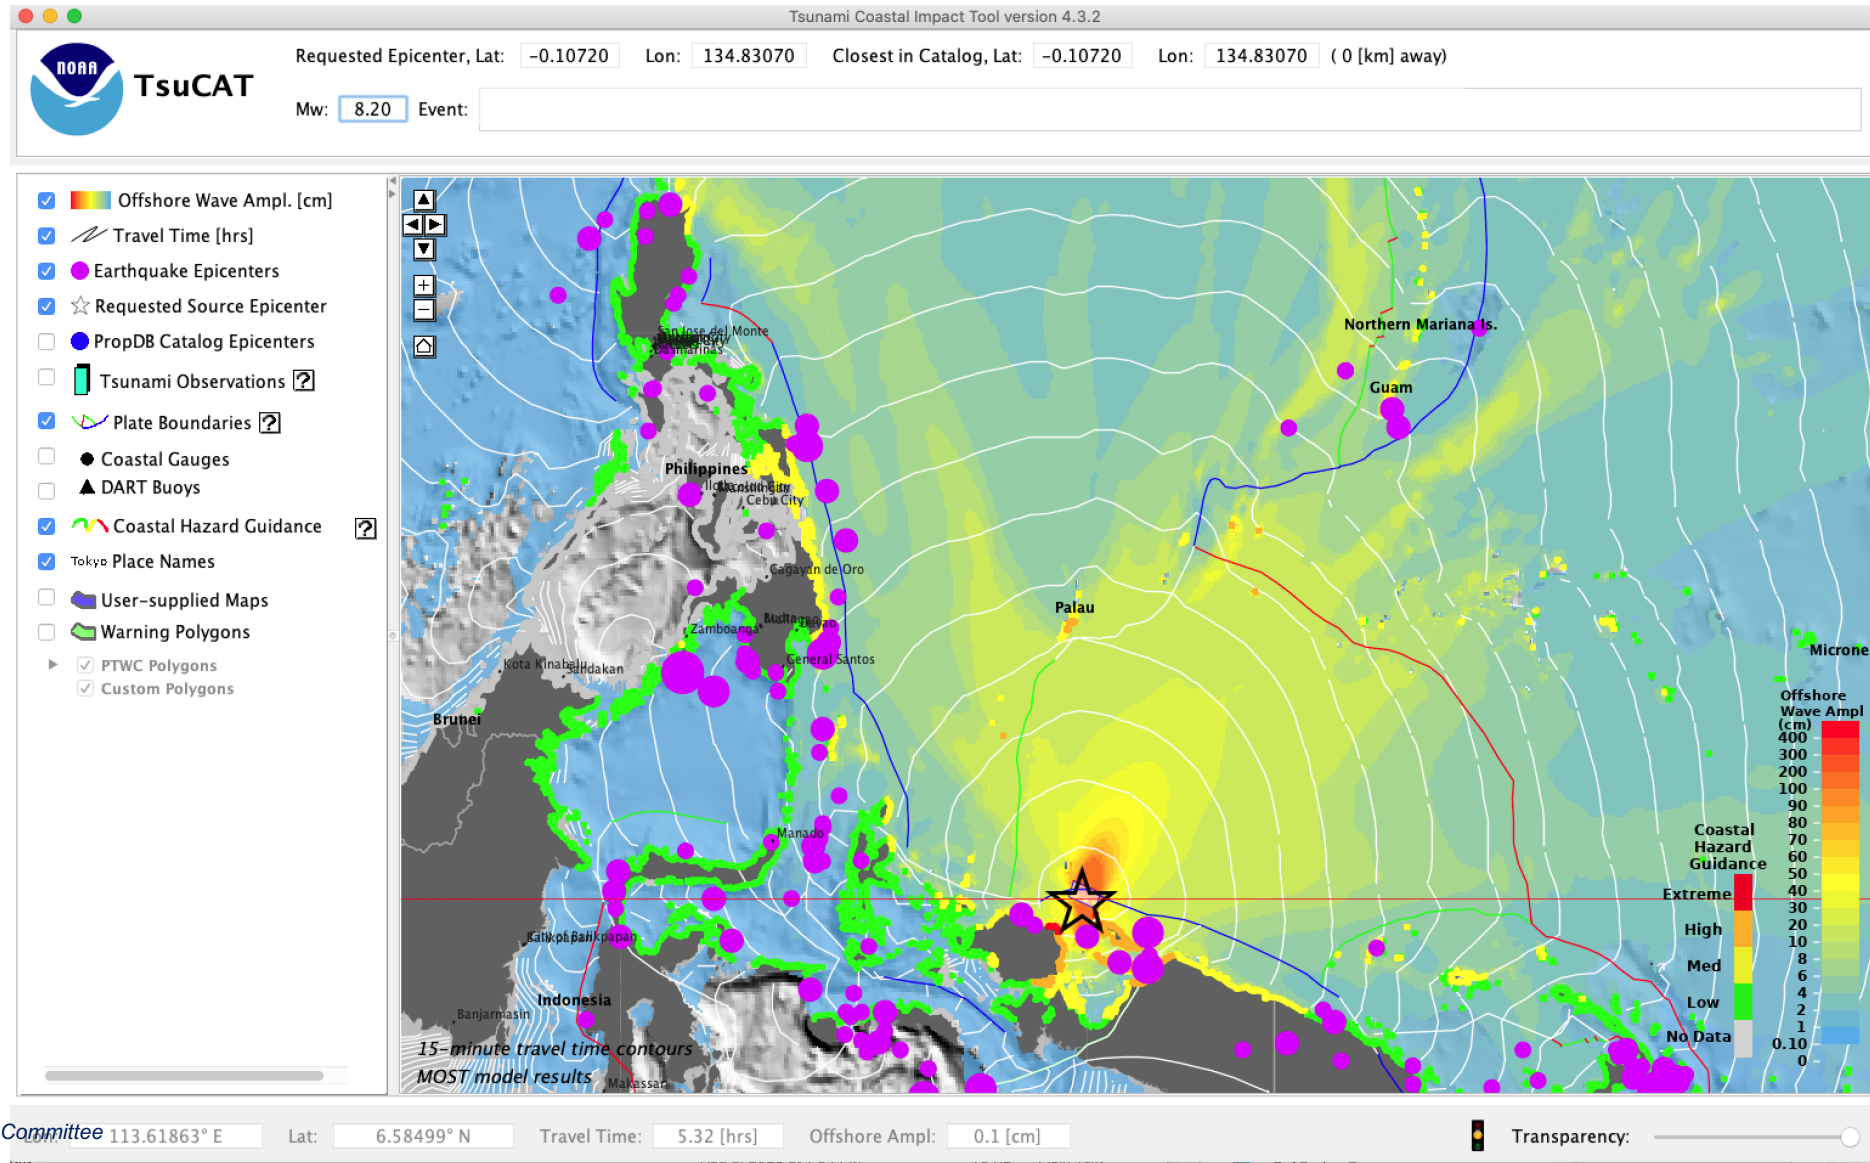 Tsunami Coastal Impact Tool version 4.3.2
NOAA
TsuCAT
Requested Epicenter, Lat: -0.10720 Lon: 134.83070 Closest in Catalog, Lat: -0.10720 Lon: 134.83070 ( 0 [km] away)
Mw: 8.20 Event:
Offshore Wave Ampl. [cm]
Travel Time [hrs]
Earthquake Epicenters
Requested Source Epicenter
PropDB Catalog Epicenters
Tsunami Observations ?
Plate Boundaries ?
Coastal Gauges
DART Buoys
Coastal Hazard Guidance ?
Tokyo Place Names
User-supplied Maps
Warning Polygons
PTWC Polygons
Custom Polygons
San Jose del Monte
Dasmarinas
Northern Mariana Is.
Guam
Philippines
Cebu City
Cagayan de Oro
Palau
Zamboanga
Davao
General Santos
Kota Kinabalu
Sandakan
Microne
Brunei
Manado
City of Balikpapan
Indonesia
Banjarmasin
Makassar
15-minute travel time contours
MOST model results
Offshore
Wave Ampl
(cm)
400
300
200
100
90
80
70
60
50
40
30
20
10
8
6
4
2
1
0.10
0
Coastal
Hazard
Guidance
Extreme
High
Med
Low
No Data
Committee
113.61863° E Lat: 6.58499° N Travel Time: 5.32 [hrs] Offshore Ampl: 0.1 [cm] Transparency: